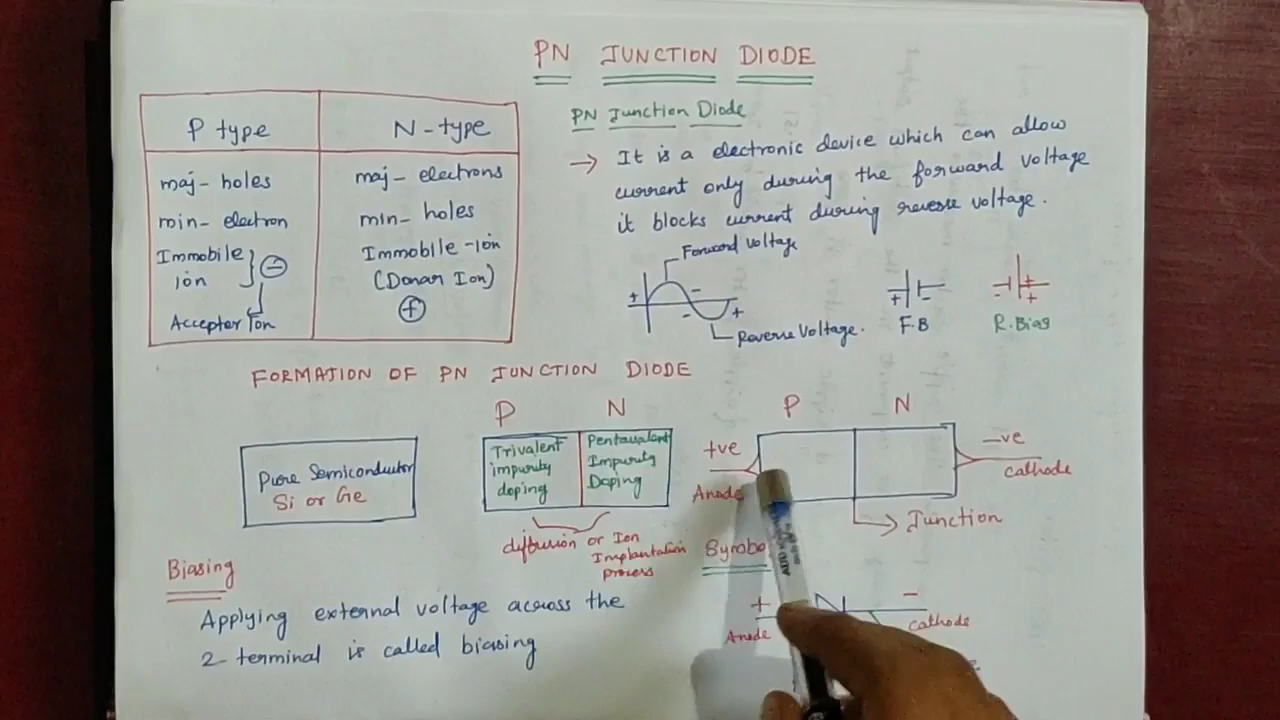 PN JUNCTION DIODE
P type
N-type
maj- holes
maj- electrons
min- electron
min- holes
Immobile
ion
−
Acceptor Ion
Immobile -ion
(Donar Ion)
+
PN Junction Diode
→ It is a electronic device which can allow
current only during the forward voltage
it blocks current during reverse voltage.
Forward Voltage
+
−
−
+
Reverse Voltage.
+ −
F.B
− +
+
R.Bias
FORMATION OF PN JUNCTION DIODE
Pure Semiconductor
Si or Ge
P
N
Trivalent
impurity
doping
Pentavalent
Impurity
Doping
diffusion or Ion
Implantation
process
P
N
+ve
Anode
−ve
cathode
Junction
Biasing
Applying external voltage across the
2- terminal is called biasing
Symbo
+
−
Anode
cathode